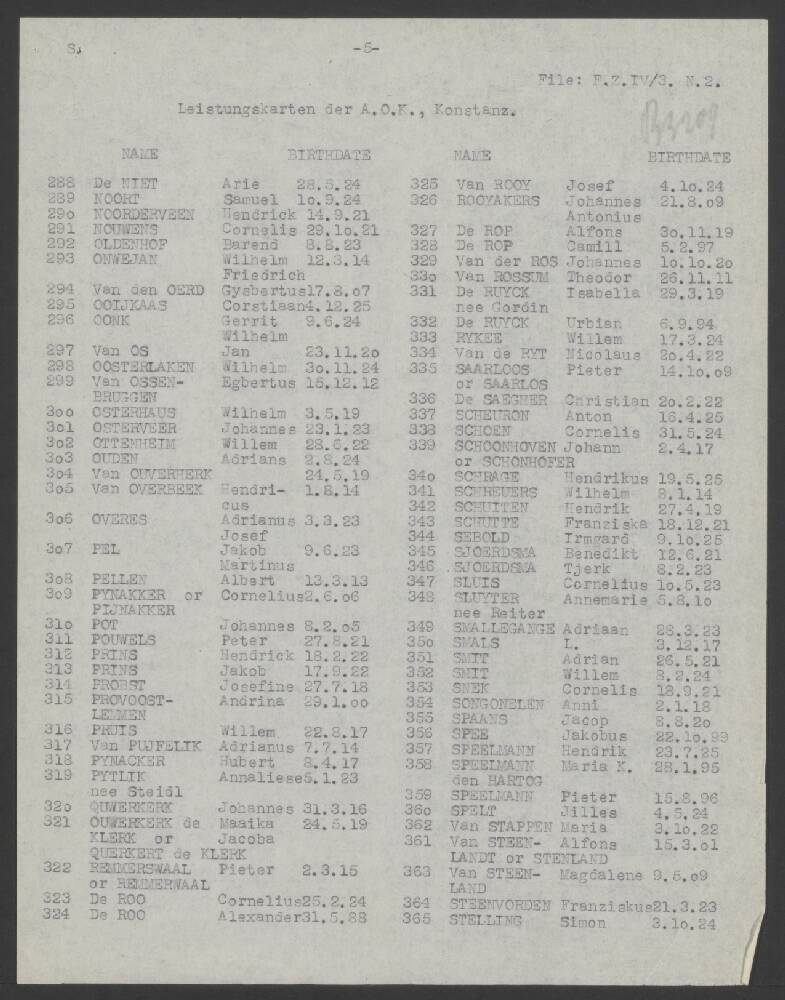 S.
-5-
File: F.Z.IV/3. N.2.
Leistungskarten der A.O.K., Konstanz.
NAME BIRTHDATE
288 De NIET Arie 28.5.24
289 NOORT Samuel 1o.9.24
29o NOORDERVEEN Hendrick 14.9.21
291 NOUWENS Cornelis 29.1o.21
292 OLDENHOF Barend 8.8.23
293 ONWEJAN Wilhelm 12.3.14
Friedrich
294 Van den OERD Gysbertus17.8.o7
295 OOIJKAAS Corstiaan4.12.25
296 OONK Gerrit 9.6.24
Wilhelm
297 Van OS Jan 23.11.2o
298 OOSTERLAKEN Wilhelm 3o.11.24
299 Van OSSEN- Egbertus 15.12.12
BRUGGEN
3oo OSTERHAUS Wilhelm 3.5.19
3o1 OSTERVEER Johannes 23.1.23
3o2 OTTENHEIM Willem 28.6.22
3o3 OUDEN Adrians 2.8.24
3o4 Van OUVERHERK 24.5.19
3o5 Van OVERBEEK Hendri- 1.8.14
cus
3o6 OVERES Adrianus 3.3.23
Josef
3o7 PEL Jakob 9.6.23
Martinus
3o8 PELLEN Albert 13.3.13
3o9 PYNAKKER or Cornelius2.6.o6
PIJNAKKER
31o POT Johannes 8.2.o5
311 POUWELS Peter 27.8.21
312 PRINS Hendrick 18.2.22
313 PRINS Jakob 17.9.22
314 PROBST Josefine 27.7.18
315 PROVOOST- Andrina 29.1.oo
LEEMEN
316 PRUIS Willem 22.8.17
317 Van PUJFELIK Adrianus 7.7.14
318 PYNACKER Hubert 8.4.17
319 PYTLIK Annaliese5.1.23
nee Steidl
32o QUWERKERK Johannes 31.3.16
321 OUWERKERK de Maaika 24.5.19
KLERK or Jacoba
QUERKERT de KLERK
322 REMMERSWAAL Pieter 2.3.15
or REMMERWAAL
323 De ROO Cornelius25.2.24
324 De ROO Alexander31.5.88
NAME BIRTHDATE
325 Van ROOY Josef 4.1o.24
326 ROOYAKERS Johannes 21.8.o9
Antonius
327 De ROP Alfons 3o.11.19
328 De ROP Camill 5.2.97
329 Van der ROS Johannes 1o.1o.2o
33o Van ROSSUM Theodor 26.11.11
331 De RUYCK Isabella 29.3.19
nee Gordin
332 De RUYCK Urbian 6.9.94
333 RYKEE Willem 17.3.24
334 Van de RYT Nicolaus 2o.4.22
335 SAARLOOS Pieter 14.1o.o9
or SAARLOS
336 De SAEGHER Christian 2o.2.22
337 SCHEURON Anton 16.4.25
338 SCHOEN Cornelis 31.5.24
339 SCHOONHOVEN Johann 2.4.17
or SCHONHOFER
34o SCHRAGE Hendrikus 19.5.25
341 SCHREUERS Wilhelm 8.1.14
342 SCHUITEN Hendrik 27.4.19
343 SCHUTTE Franziska 18.12.21
344 SEBOLD Irmgard 9.1o.25
345 SJOERDSMA Benedikt 12.6.21
346 SJOERDSMA Tjerk 8.2.23
347 SLUIS Cornelius 1o.5.23
348 SLUYTER Annemarie 5.8.1o
nee Reiter
349 SMALLEGANGE Adriaan 28.3.23
35o SMALS L. 3.12.17
351 SMIT Adrian 26.5.21
352 SMIT Willem 8.2.24
353 SNEK Cornelis 18.9.21
354 SONGONELEN Anni 2.1.18
355 SPAANS Jacop 8.8.2o
356 SPEE Jakobus 22.1o.99
357 SPEELMANN Hendrik 23.7.25
358 SPEELMANN Maria K. 28.1.95
den HARTOG
359 SPEELMANN Pieter 15.8.96
36o SPELT Jilles 4.5.24
362 Van STAPPEN Maria 3.1o.22
361 Van STEEN- Alfons 15.3.o1
LANDT or STENLAND
363 Van STEEN- Magdalene 9.5.o9
LAND
364 STEENVORDEN Franziskus21.3.23
365 STELLING Simon 3.1o.24